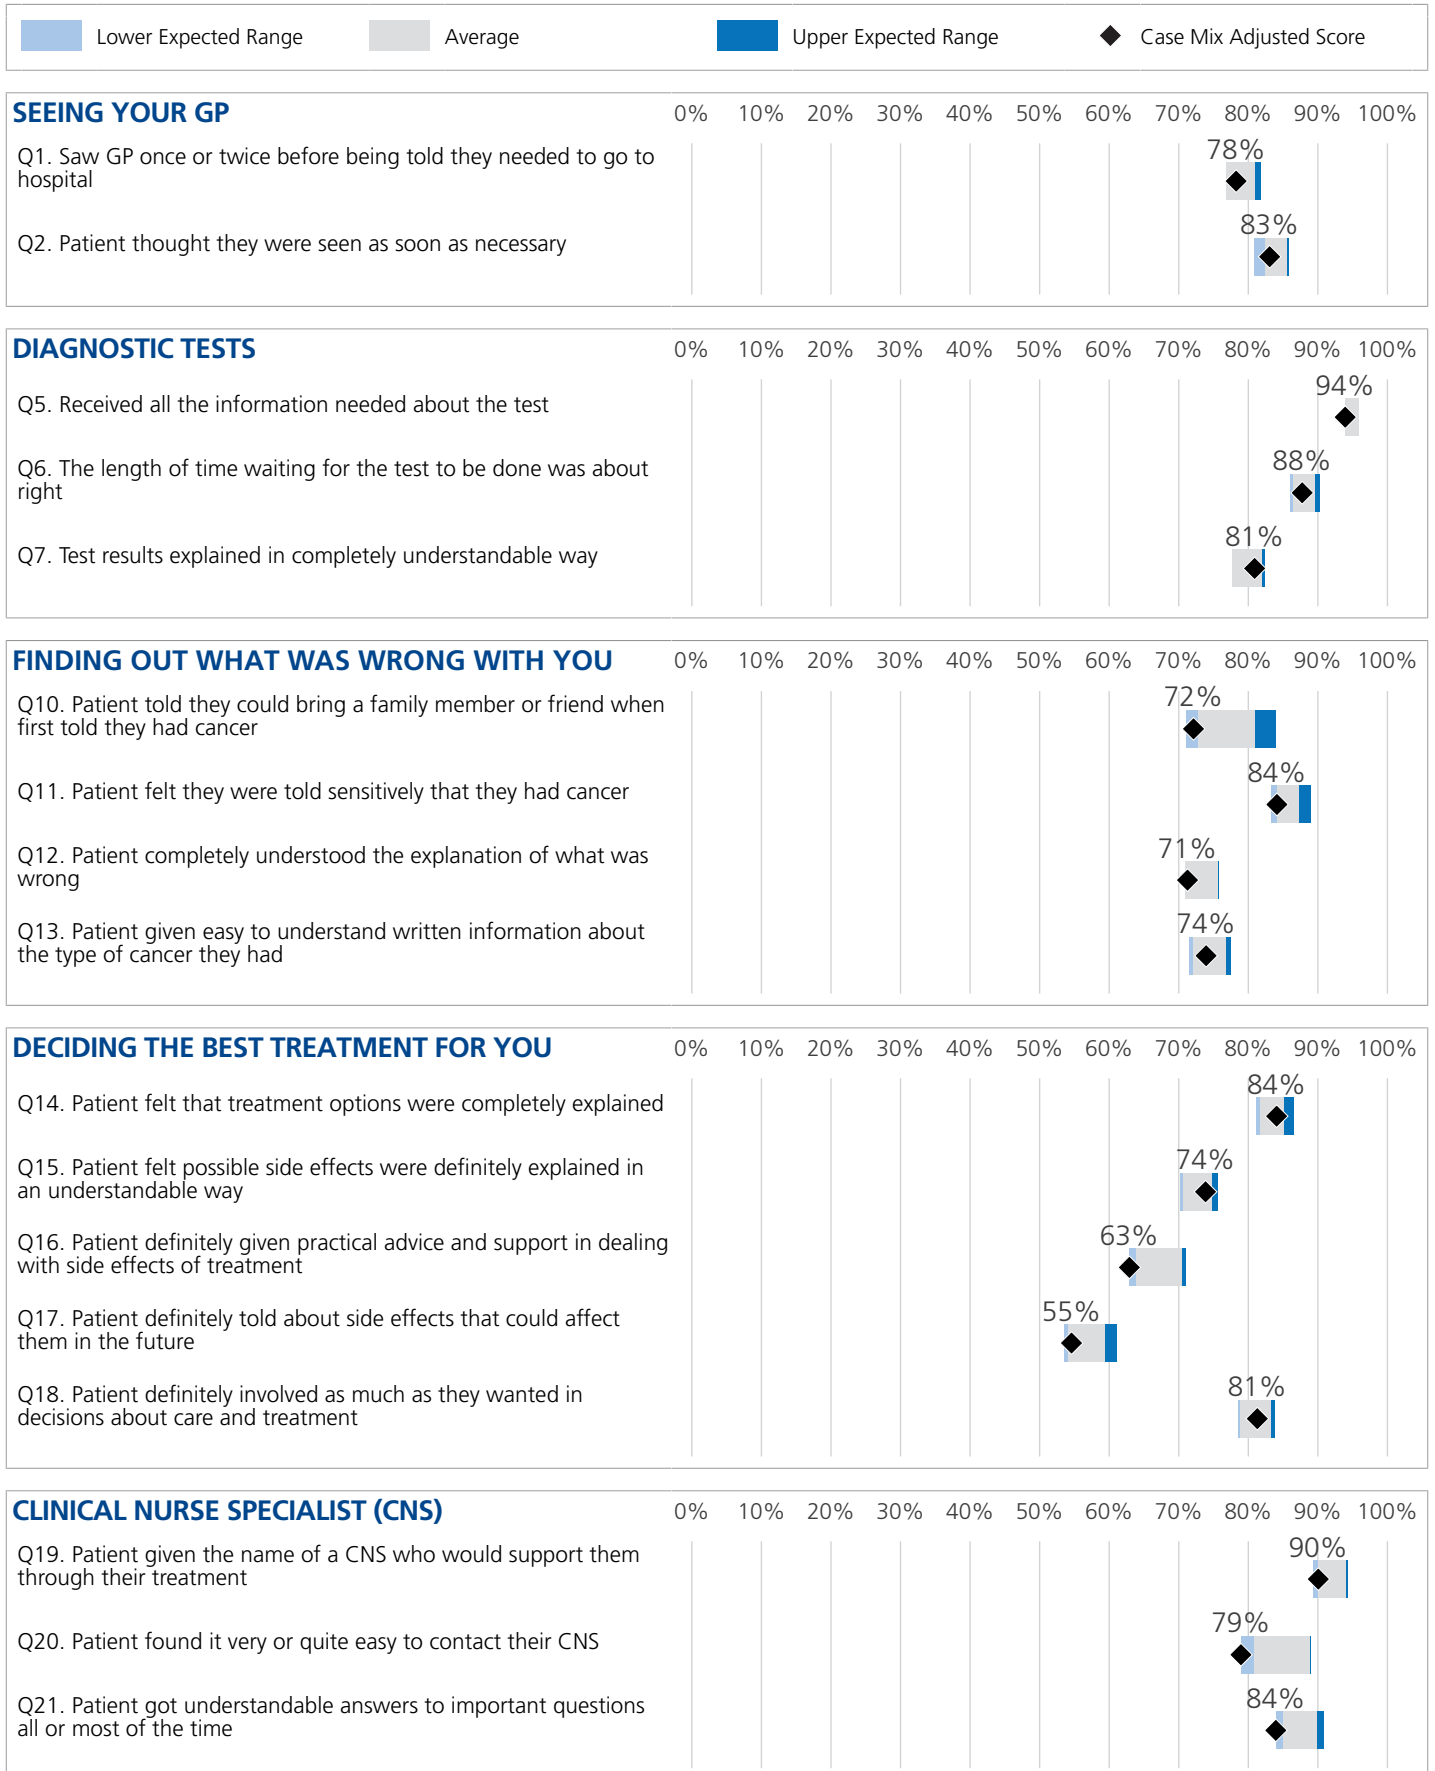 Lower Expected Range Average Upper Expected Range Case Mix Adjusted Score
SEEING YOUR GP 0% 10% 20% 30% 40% 50% 60% 70% 80% 90% 100%
78%
Q1. Saw GP once or twice before being told they needed to go to
hospital
83%
Q2. Patient thought they were seen as soon as necessary
DIAGNOSTIC TESTS 0% 10% 20% 30% 40% 50% 60% 70% 80% 90% 100%
94%
Q5. Received all the information needed about the test
88%
Q6. The length of time waiting for the test to be done was about
right
81%
Q7. Test results explained in completely understandable way
FINDING OUT WHAT WAS WRONG WITH YOU 0% 10% 20% 30% 40% 50% 60% 70% 80% 90% 100%
72%
Q10. Patient told they could bring a family member or friend when
first told they had cancer
84%
Q11. Patient felt they were told sensitively that they had cancer
71%
Q12. Patient completely understood the explanation of what was
wrong
74%
Q13. Patient given easy to understand written information about
the type of cancer they had
DECIDING THE BEST TREATMENT FOR YOU 0% 10% 20% 30% 40% 50% 60% 70% 80% 90% 100%
84%
Q14. Patient felt that treatment options were completely explained
74%
Q15. Patient felt possible side effects were definitely explained in
an understandable way
63%
Q16. Patient definitely given practical advice and support in dealing
with side effects of treatment
55%
Q17. Patient definitely told about side effects that could affect
them in the future
81%
Q18. Patient definitely involved as much as they wanted in
decisions about care and treatment
CLINICAL NURSE SPECIALIST (CNS) 0% 10% 20% 30% 40% 50% 60% 70% 80% 90% 100%
90%
Q19. Patient given the name of a CNS who would support them
through their treatment
79%
Q20. Patient found it very or quite easy to contact their CNS
84%
Q21. Patient got understandable answers to important questions
all or most of the time